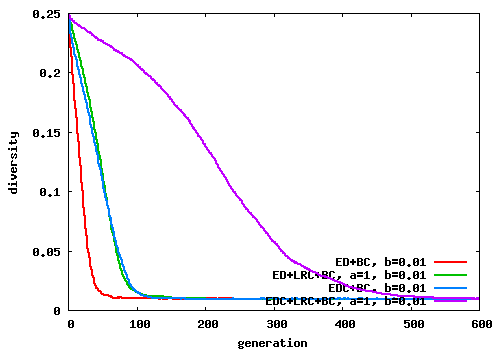 0.25
0.2
0.15
0.1
0.05
0
diversity
ED+BC, b=0.01
ED+LRC+BC, a=1, b=0.01
EDC+BC, b=0.01
EDC+LRC+BC, a=1, b=0.01
0 100 200 300 400 500 600
generation